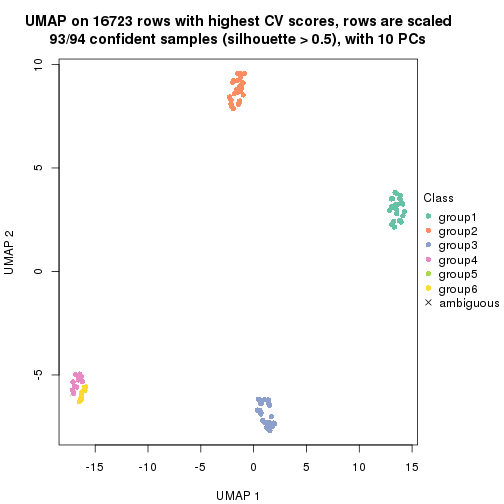 UMAP on 16723 rows with highest CV scores, rows are scaled
93/94 confident samples (silhouette > 0.5), with 10 PCs
10
5
0
-5
UMAP 2
-15
-10
-5
0
5
10
15
UMAP 1
Class
group1
group2
group3
group4
group5
group6
ambiguous